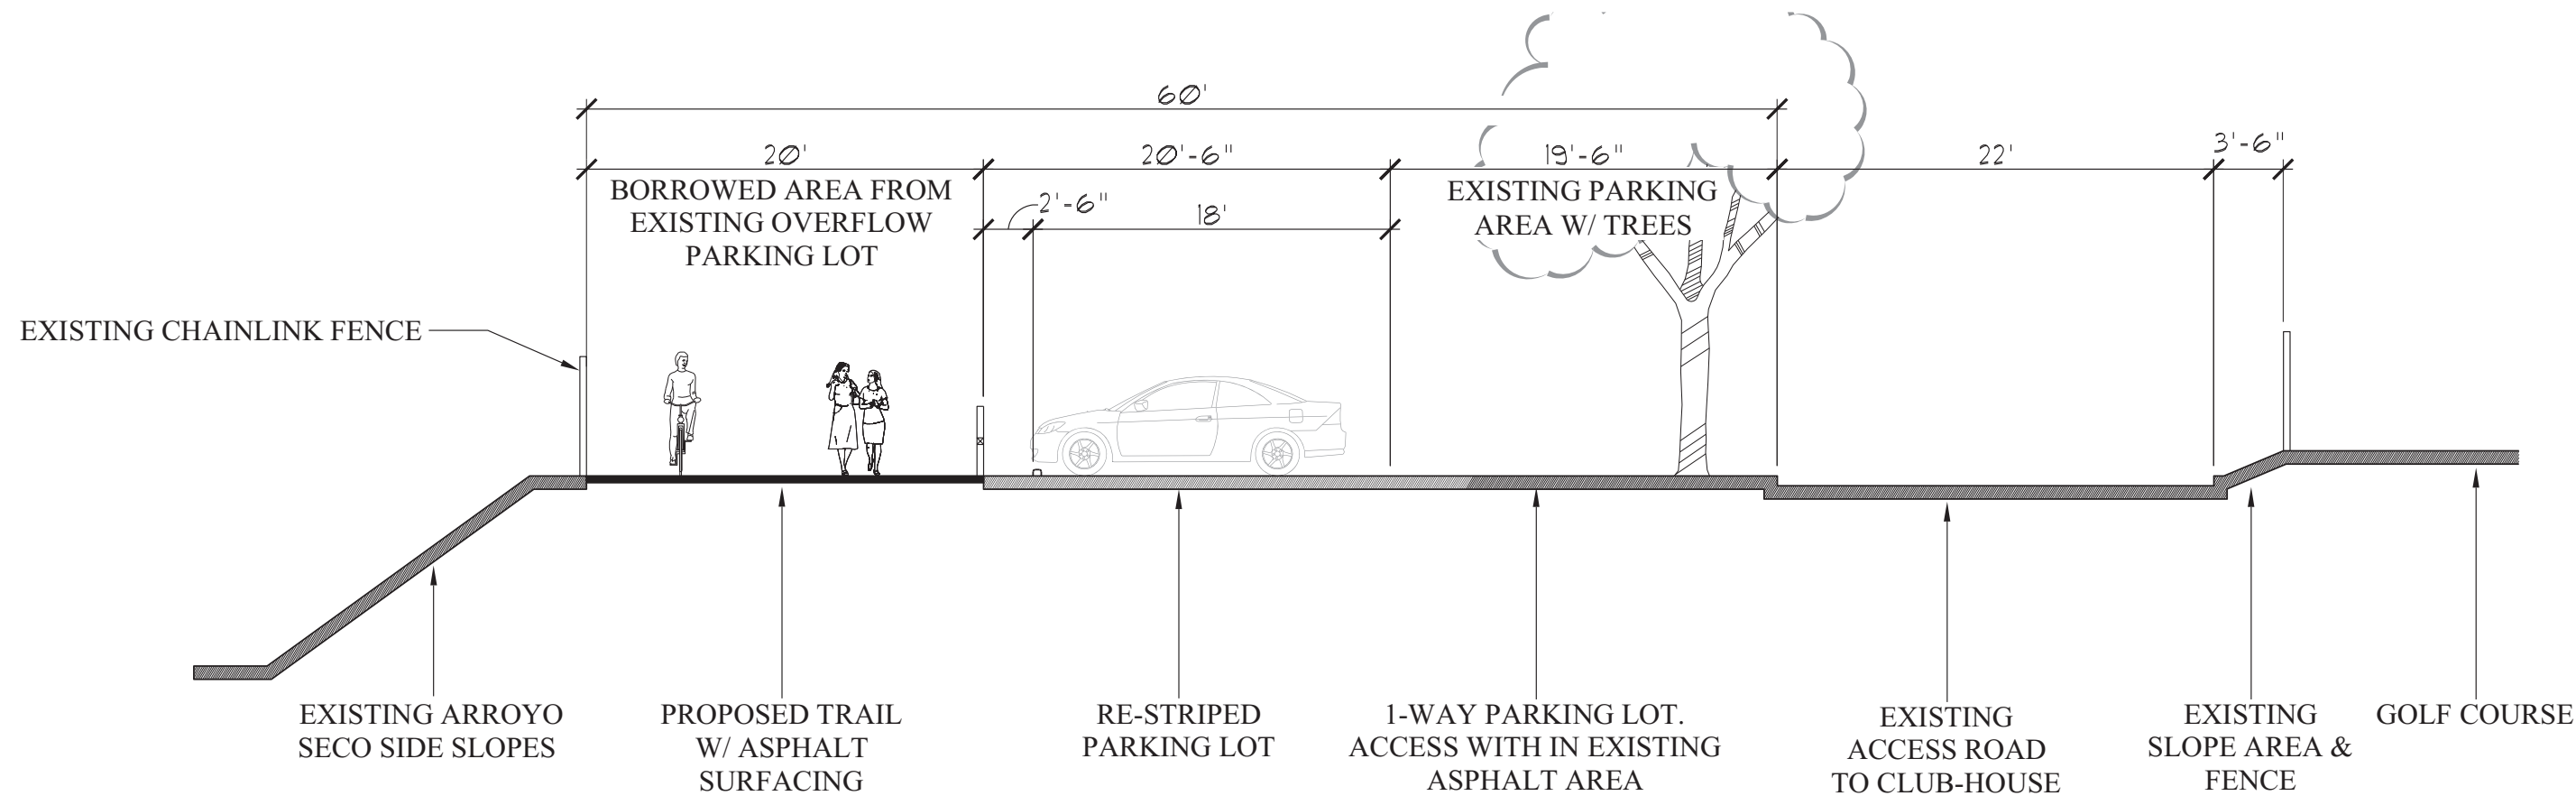 60'
20'
20'-6"
19'-6"
22'
3'-6"
BORROWED AREA FROM
EXISTING OVERFLOW
PARKING LOT
2'-6"
18'
EXISTING PARKING
AREA W/ TREES
EXISTING CHAINLINK FENCE
EXISTING ARROYO
SECO SIDE SLOPES
PROPOSED TRAIL
W/ ASPHALT
SURFACING
RE-STRIPED
PARKING LOT
1-WAY PARKING LOT.
ACCESS WITH IN EXISTING
ASPHALT AREA
EXISTING
ACCESS ROAD
TO CLUB-HOUSE
EXISTING
SLOPE AREA &
FENCE
GOLF COURSE